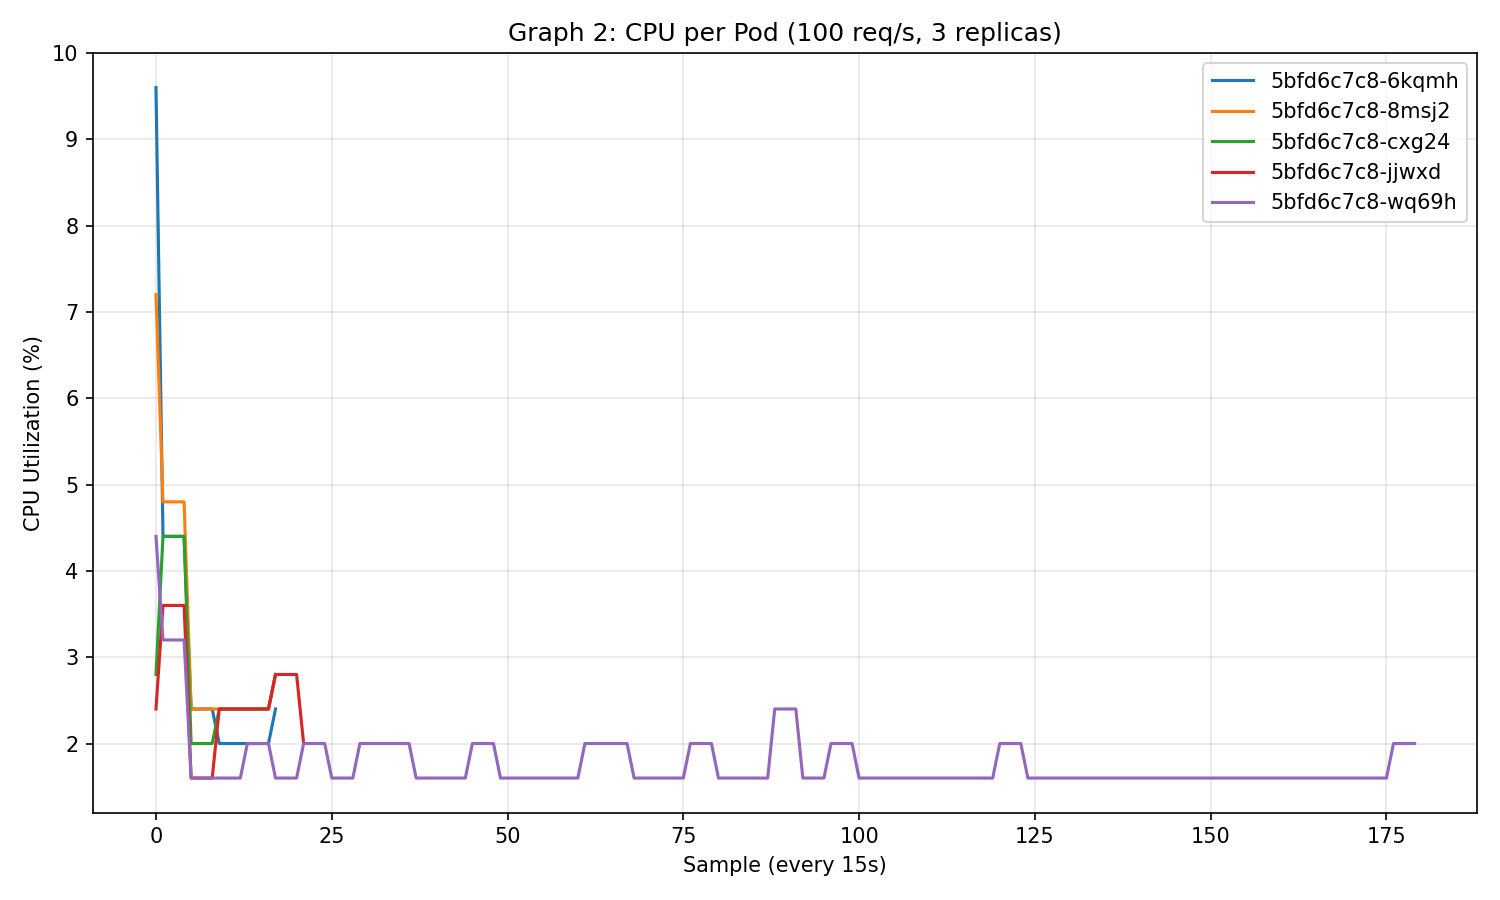 Graph 2: CPU per Pod (100 req/s, 3 replicas)
10
9
8
7
6
5
4
3
2
CPU Utilization (%)
5bfd6c7c8-6kqmh
5bfd6c7c8-8msj2
5bfd6c7c8-cxg24
5bfd6c7c8-jjwxd
5bfd6c7c8-wq69h
0 25 50 75 100 125 150 175
Sample (every 15s)